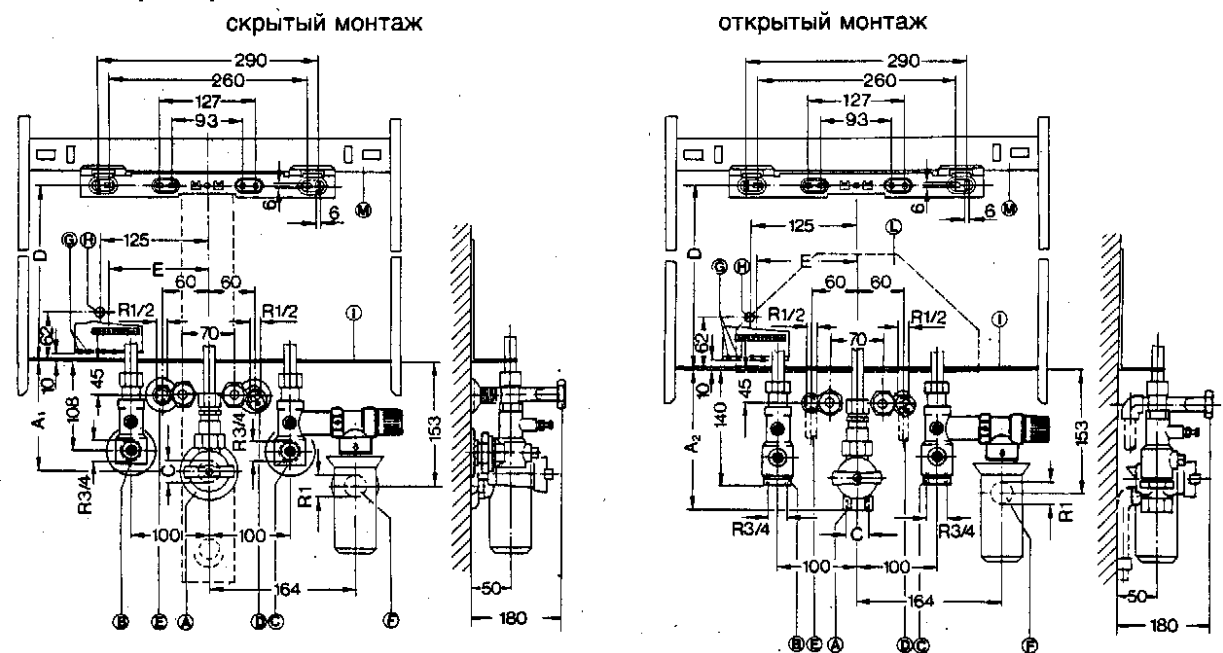 скрытый монтаж
290
260
127
93
6
6
M
D
G H
125
E
60 60
R1/2 R1/2
62
70
I
10
45
108
A₁
R3/4
R3/4
C
R1
153
100 100
164
50
180
B E A D C F
открытый монтаж
290
260
127
93
6
6
M
D
G H
125
L
E
60 60
R1/2 R1/2
62
70
I
10
45
140
A₂
R3/4
C
R3/4
R1
153
100 100
164
50
180
B E A D C F